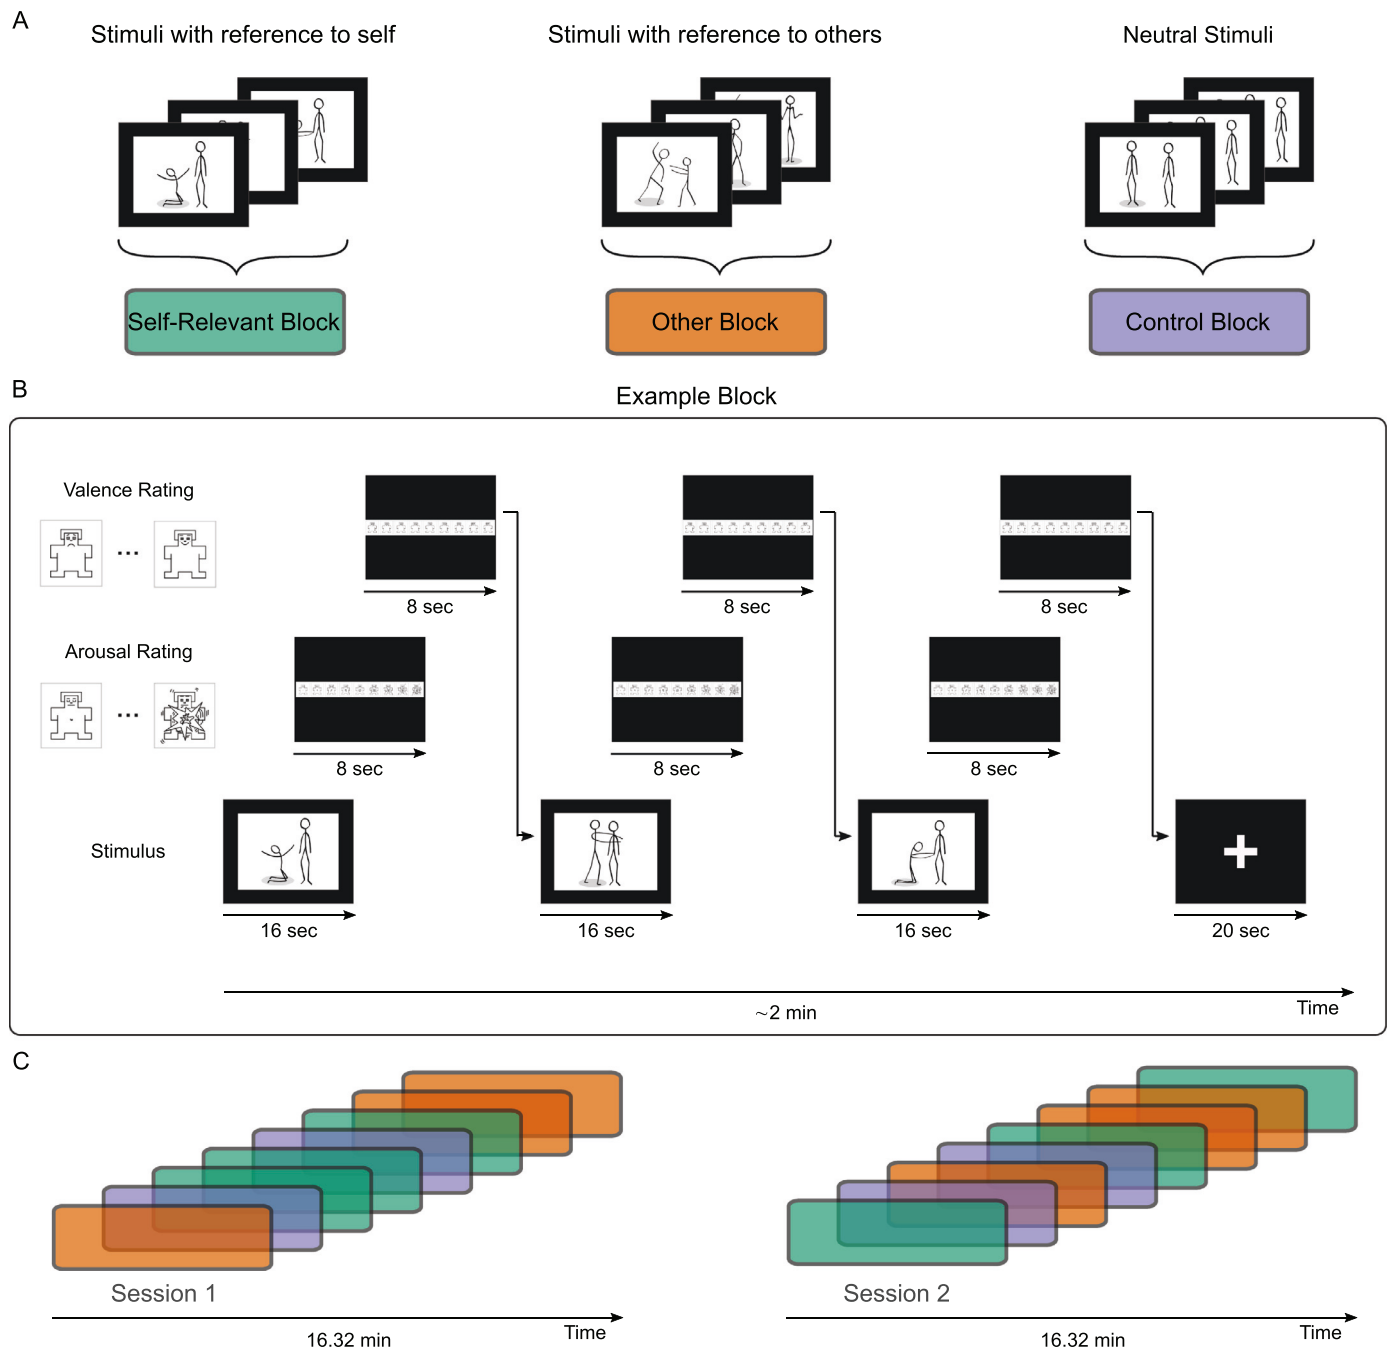 A
Stimuli with reference to self
Stimuli with reference to others
Neutral Stimuli
Self-Relevant Block
Other Block
Control Block
B
Example Block
Valence Rating
...
8 sec
8 sec
8 sec
Arousal Rating
...
8 sec
8 sec
8 sec
Stimulus
16 sec
16 sec
16 sec
20 sec
~2 min
Time
C
Session 1
Session 2
16.32 min
Time
16.32 min
Time